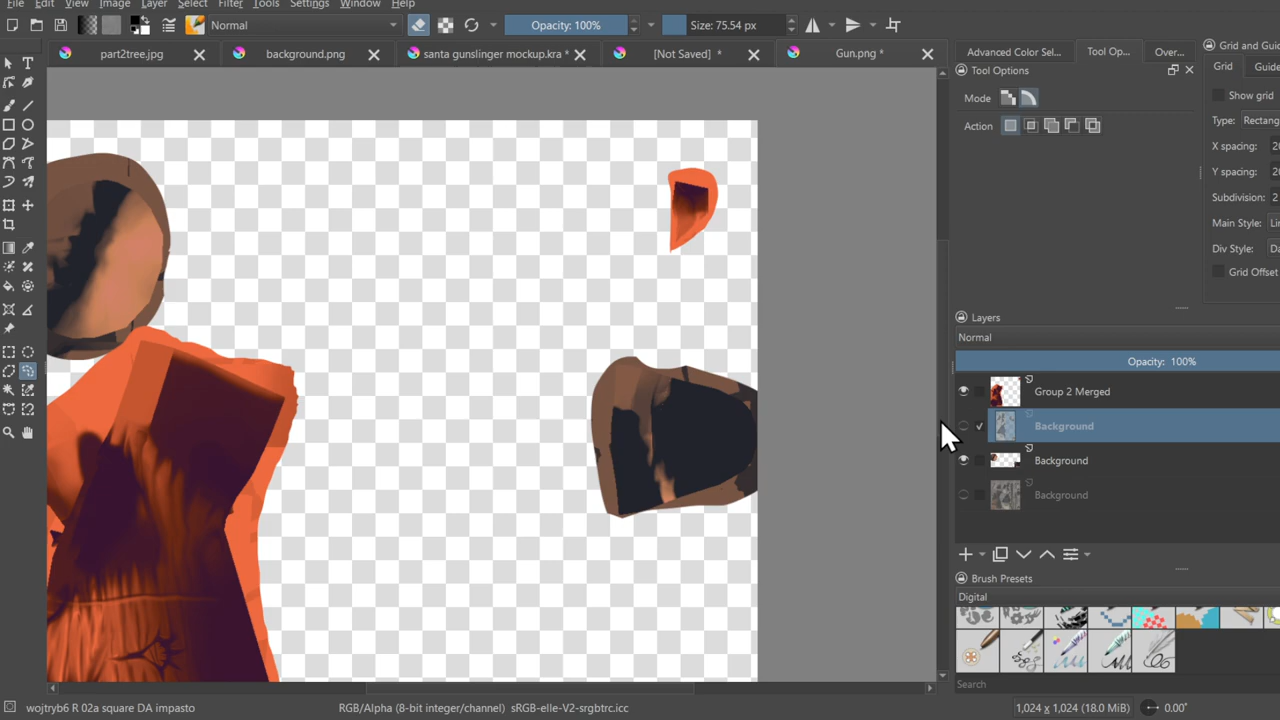 File Edit View Image Layer Select Filter Tools Settings Window Help
Normal
Opacity: 100%
Size: 75.54 px
part2tree.jpg
background.png
santa gunslinger mockup.kra *
[Not Saved] *
Gun.png *
Advanced Color Sel...
Tool Op...
Over...
Grid and Guid
Tool Options
Grid
Guide
Mode
Show grid
Action
Type: Rectang
X spacing: 2
Y spacing: 2
Subdivision: 2
Main Style:
Div Style:
Grid Offset
Layers
Normal
Opacity: 100%
Group 2 Merged
Background
Background
Background
Brush Presets
Digital
Search
wojtryb6 R 02a square DA impasto
RGB/Alpha (8-bit integer/channel) sRGB-elle-V2-srgbtrc.icc
1,024 x 1,024 (18.0 MiB)
0.00°